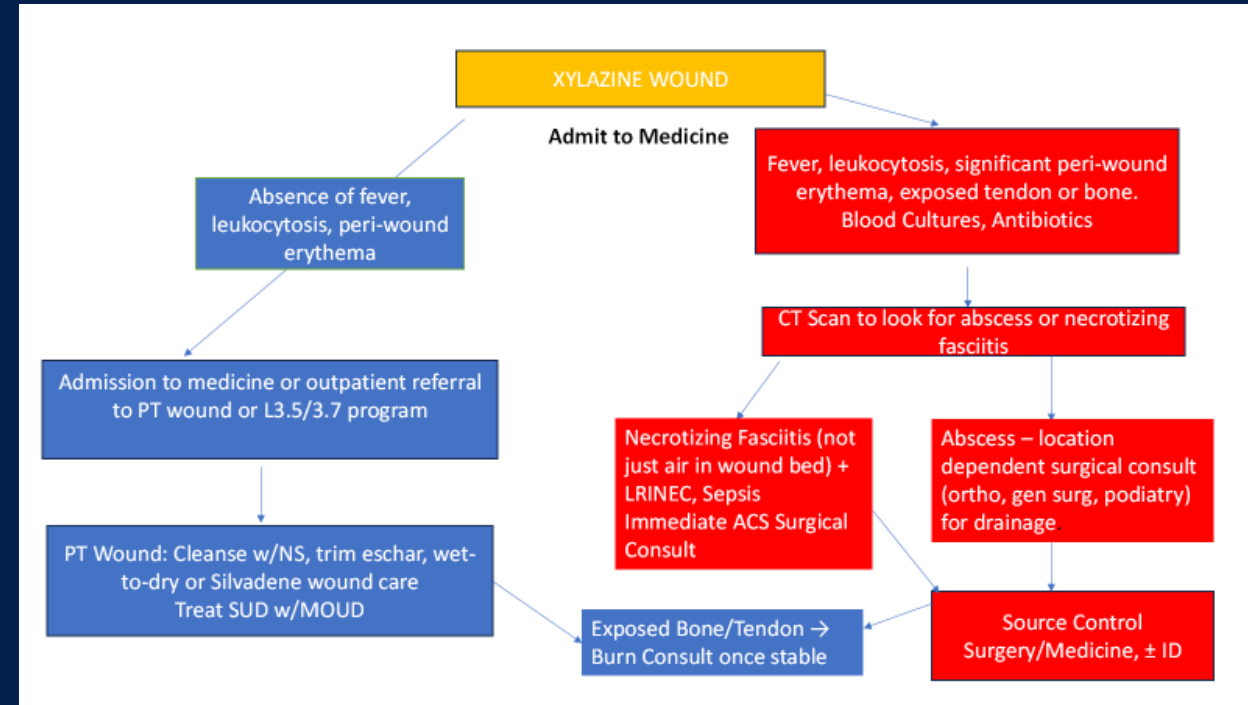 XYLAZINE WOUND
Admit to Medicine
Absence of fever,
leukocytosis, peri-wound
erythema
Fever, leukocytosis, significant peri-wound
erythema, exposed tendon or bone.
Blood Cultures, Antibiotics
CT Scan to look for abscess or necrotizing
fasciitis
Admission to medicine or outpatient referral
to PT wound or L3.5/3.7 program
Necrotizing Fasciitis (not
just air in wound bed) +
LRINEC, Sepsis
Immediate ACS Surgical
Consult
Abscess – location
dependent surgical consult
(ortho, gen surg, podiatry)
for drainage
PT Wound: Cleanse w/NS, trim eschar, wet-
to-dry or Silvadene wound care
Treat SUD w/MOUD
Exposed Bone/Tendon →
Burn Consult once stable
Source Control
Surgery/Medicine, ± ID